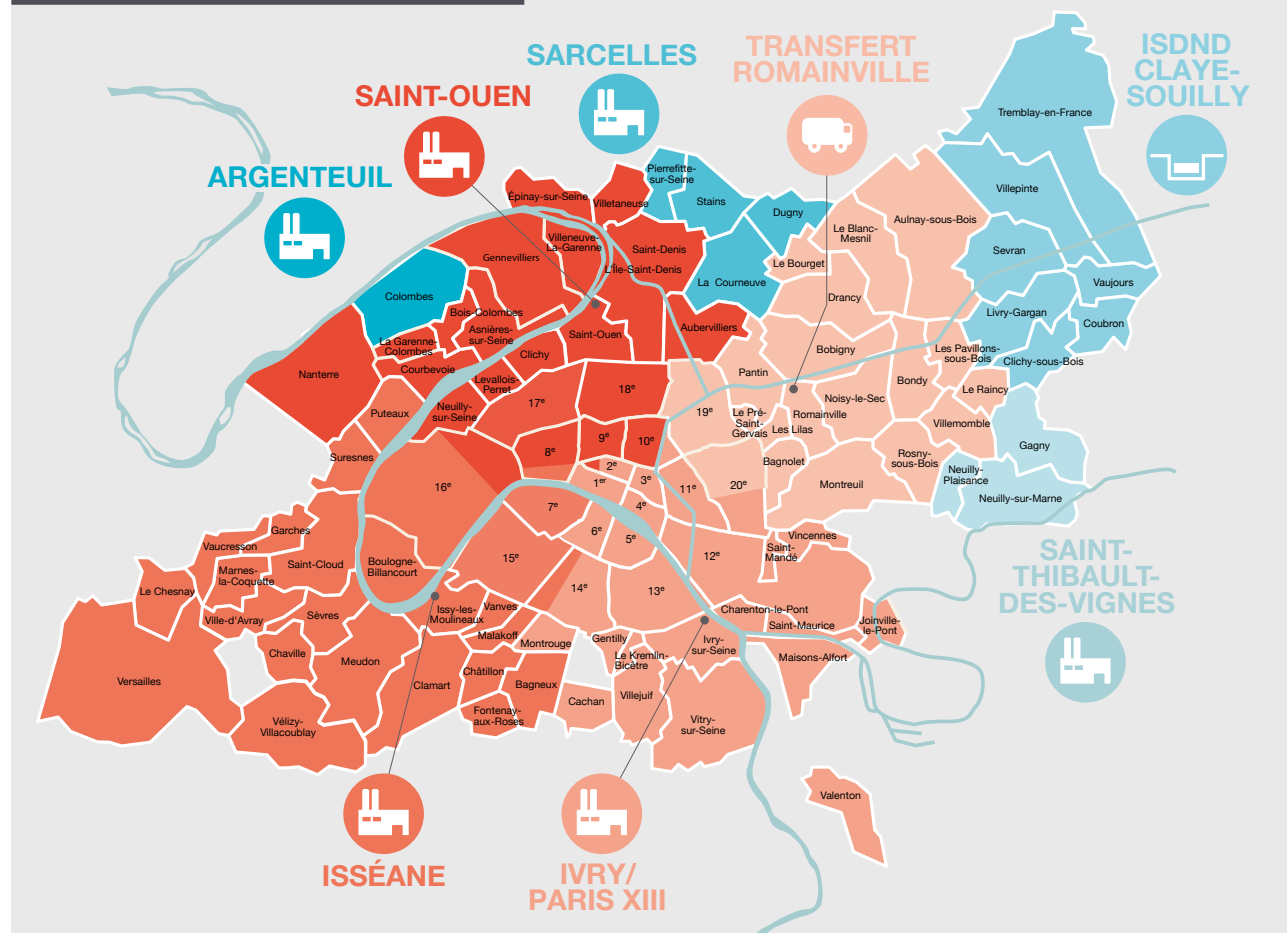 SARCELLES
TRANSFERT
ROMAINVILLE
ISDND
CLAYE-
SOUILLY
SAINT-OUEN
ARGENTEUIL
Tremblay-en-France
Villepinte
Sevran
Vaujours
Livry-Gargan
Coubron
Clichy-sous-Bois
Pierrefitte-
sur-Seine
Stains
Dugny
La Courneuve
Épinay-sur-Seine
Villetaneuse
Villeneuve-
La-Garenne
Saint-Denis
L'Île-Saint-Denis
Gennevilliers
Colombes
Bois-Colombes
Asnières-
sur-Seine
La Garenne-
Colombes
Courbevoie
Clichy
Saint-Ouen
Aubervilliers
Nanterre
Levallois-
Perret
Neuilly-
sur-Seine
Puteaux
Suresnes
Le Blanc-
Mesnil
Aulnay-sous-Bois
Le Bourget
Drancy
Bobigny
Pantin
Les Pavillons-
sous-Bois
Bondy
Le Raincy
Noisy-le-Sec
Romainville
Le Pré-
Saint-
Gervais
Les Lilas
Villemomble
Bagnolet
Rosny-
sous-Bois
Montreuil
Gagny
Neuilly-
Plaisance
Neuilly-sur-Marne
17e
18e
19e
8e
9e
10e
2e
1er
3e
4e
11e
20e
16e
7e
6e
5e
15e
14e
13e
12e
Garches
Vaucresson
Marnes-
la-Coquette
Saint-Cloud
Boulogne-
Billancourt
Le Chesnay
Ville-d'Avray
Sèvres
Chaville
Meudon
Versailles
Vélizy-
Villacoublay
Issy-les-
Moulineaux
Vanves
Malakoff
Montrouge
Clamart
Châtillon
Bagneux
Fontenay-
aux-Roses
Cachan
Gentilly
Le Kremlin-
Bicêtre
Villejuif
Ivry-
sur-Seine
Vitry-
sur-Seine
Vincennes
Saint-
Mandé
Charenton-le-Pont
Saint-Maurice
Joinville-
le-Pont
Maisons-Alfort
Valenton
SAINT-
THIBAULT-
DES-VIGNES
ISSÉANE
IVRY/
PARIS XIII